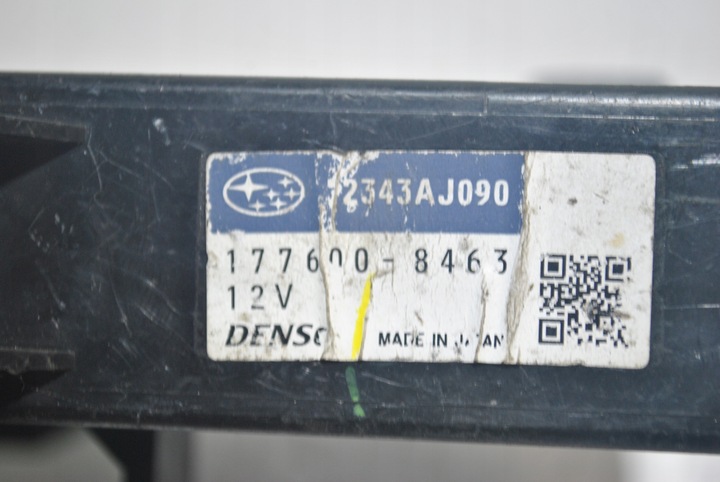 2343AJ090
177600-8463
12V
DENSO
MADE IN JAPAN